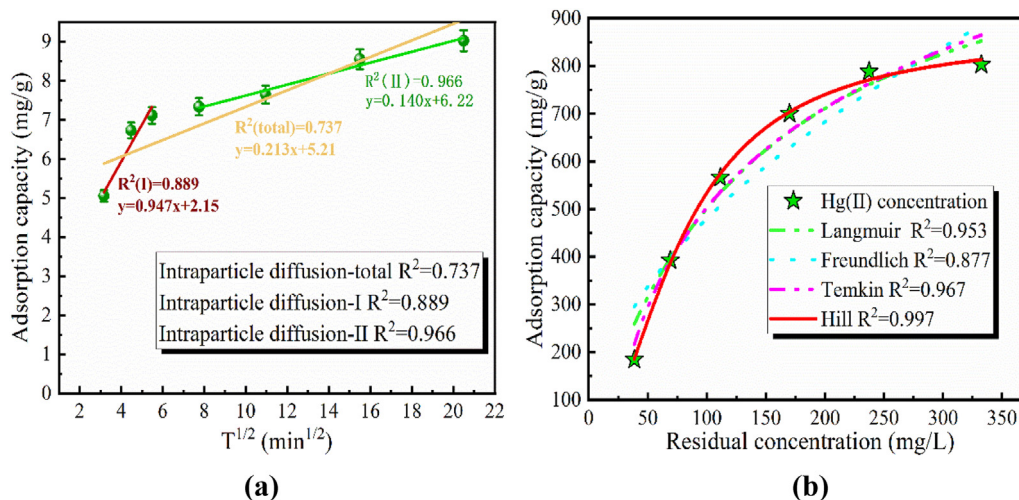 9
8
7
6
5
4
3
2
1
0
Adsorption capacity (mg/g)
R²(II)=0.966
y=0.140x+6.22
R²(total)=0.737
y=0.213x+5.21
R²(I)=0.889
y=0.947x+2.15
Intraparticle diffusion-total R²=0.737
Intraparticle diffusion-I R²=0.889
Intraparticle diffusion-II R²=0.966
2 4 6 8 10 12 14 16 18 20 22
T^1/2 (min^1/2)
(a)
900
800
700
600
500
400
300
200
100
Adsorption capacity (mg/g)
Hg(II) concentration
Langmuir R²=0.953
Freundlich R²=0.877
Temkin R²=0.967
Hill R²=0.997
0 50 100 150 200 250 300 350
Residual concentration (mg/L)
(b)